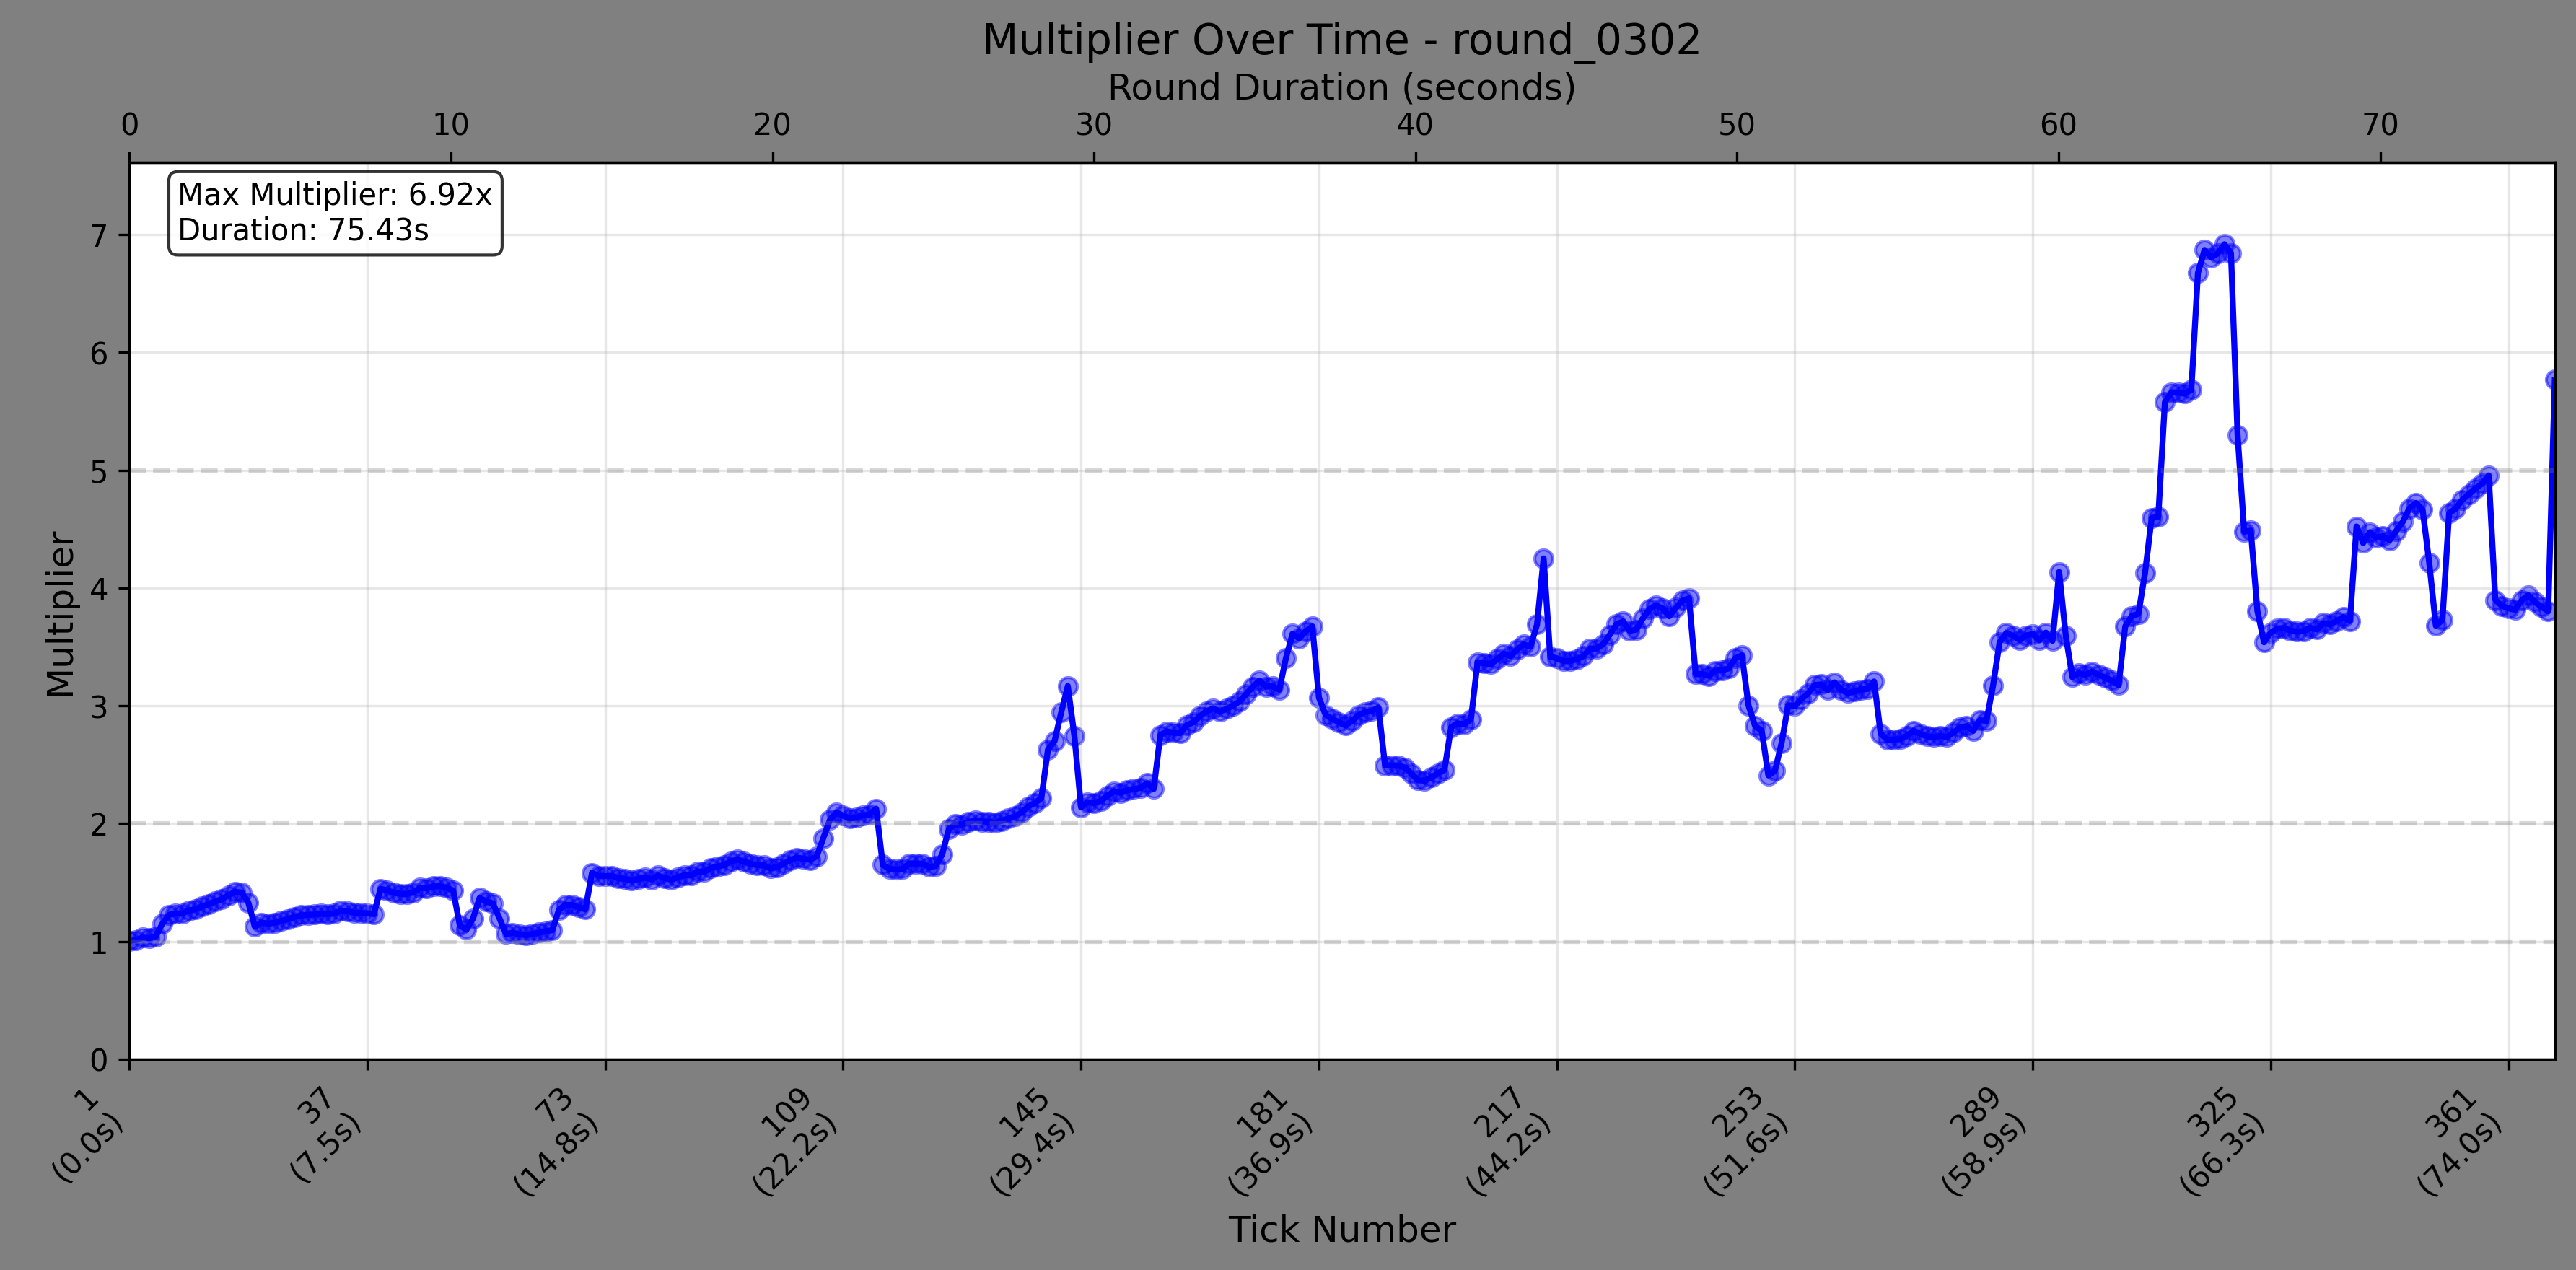 Multiplier Over Time - round_0302
Round Duration (seconds)
0 10 20 30 40 50 60 70
Max Multiplier: 6.92x
Duration: 75.43s
7
6
5
4
3
2
1
0
Multiplier
1
(0.0s)
37
(7.5s)
73
(14.8s)
109
(22.2s)
145
(29.4s)
181
(36.9s)
217
(44.2s)
253
(51.6s)
289
(58.9s)
325
(66.3s)
361
(74.0s)
Tick Number